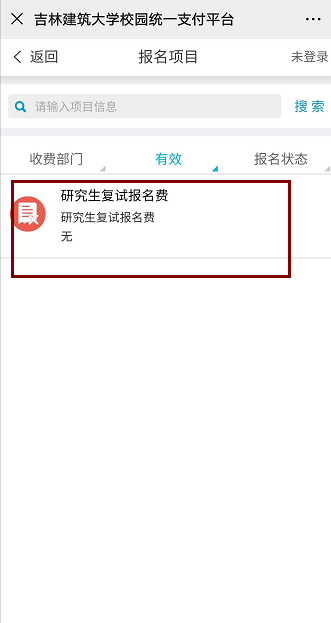 吉林建筑大学校园统一支付平台
返回 报名项目 未登录
请输入项目信息 搜索
收费部门 有效 报名状态
研究生复试报名费
研究生复试报名费
无